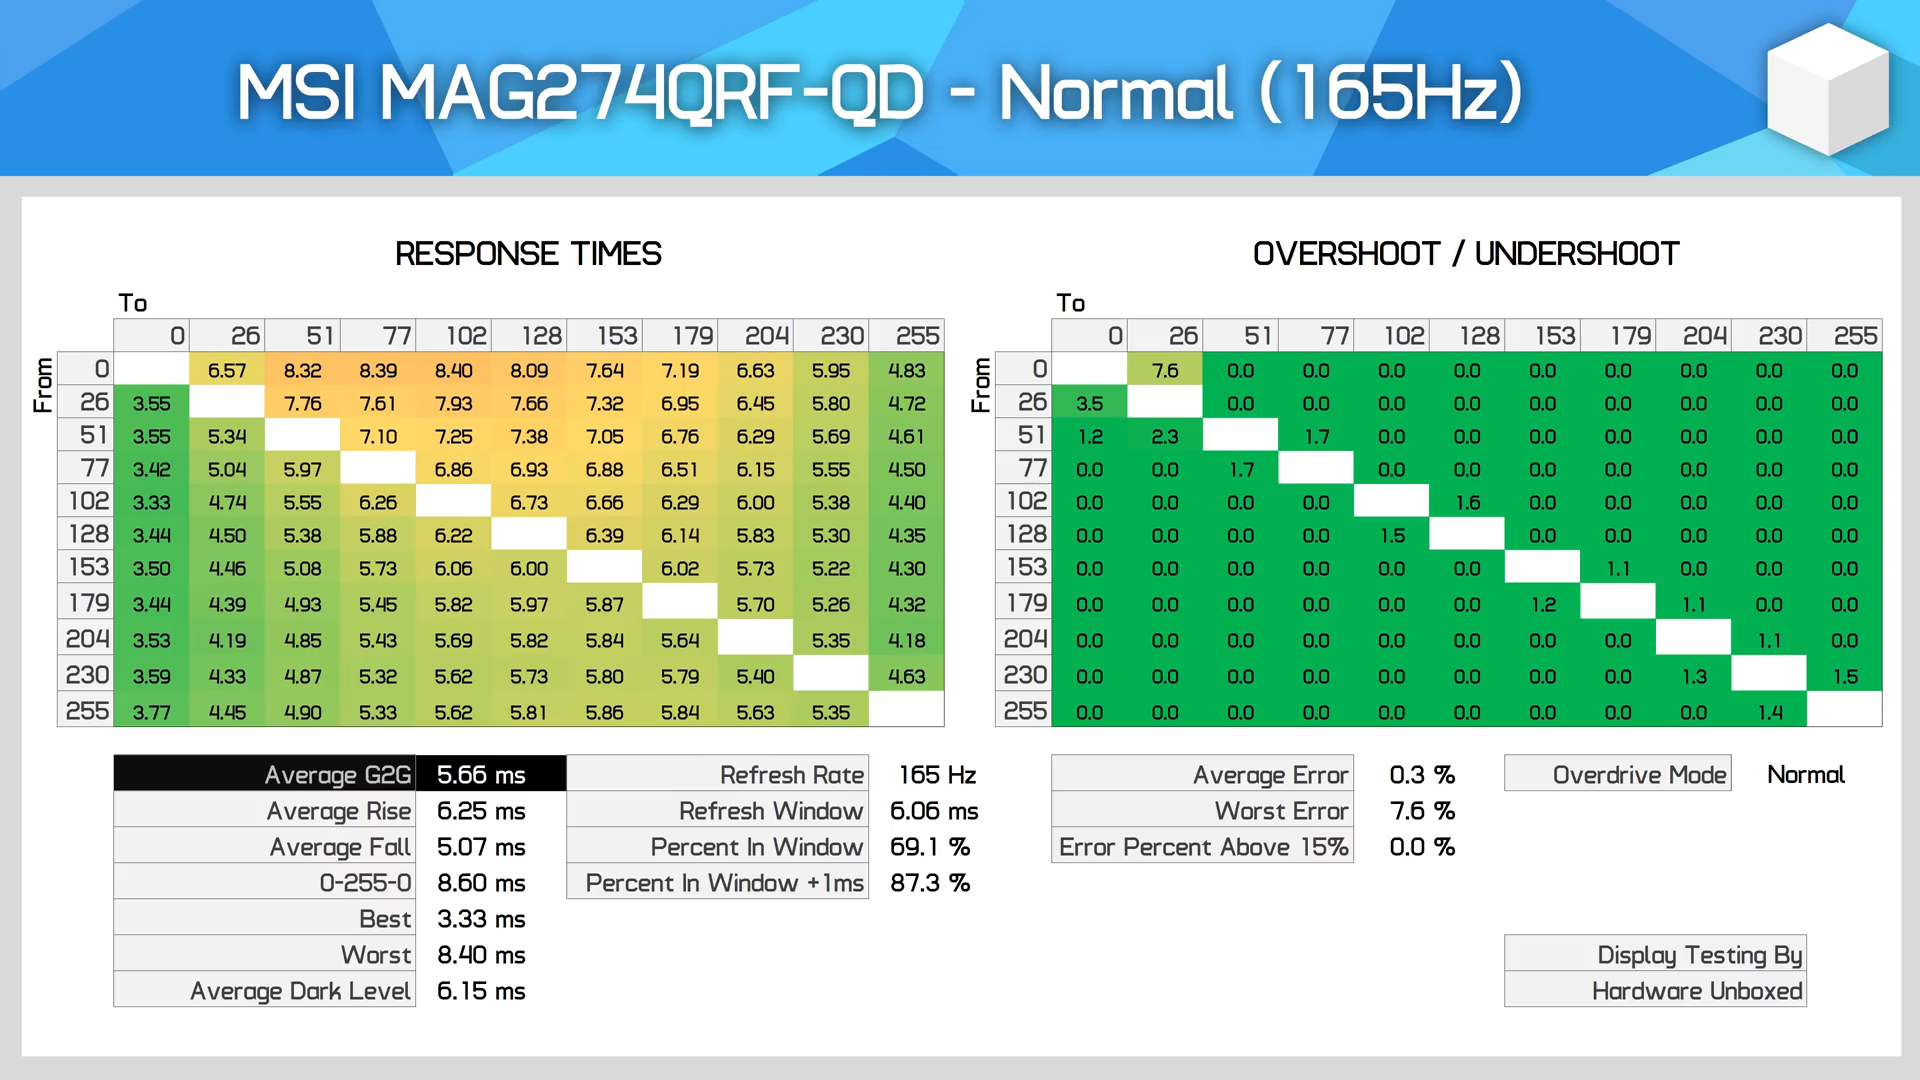 MSI MAG274QRF-QD - Normal (165Hz)
RESPONSE TIMES
To
0 26 51 77 102 128 153 179 204 230 255
From
0 6.57 8.32 8.39 8.40 8.09 7.64 7.19 6.63 5.95 4.83
26 3.55 7.76 7.61 7.93 7.66 7.32 6.95 6.45 5.80 4.72
51 3.55 5.34 7.10 7.25 7.38 7.05 6.76 6.29 5.69 4.61
77 3.42 5.04 5.97 6.86 6.93 6.88 6.51 6.15 5.55 4.50
102 3.33 4.74 5.55 6.26 6.73 6.66 6.29 6.00 5.38 4.40
128 3.44 4.50 5.38 5.88 6.22 6.39 6.14 5.83 5.30 4.35
153 3.50 4.46 5.08 5.73 6.06 6.00 6.02 5.73 5.22 4.30
179 3.44 4.39 4.93 5.45 5.82 5.97 5.87 5.70 5.26 4.32
204 3.53 4.19 4.85 5.43 5.69 5.82 5.84 5.64 5.35 4.18
230 3.59 4.33 4.87 5.32 5.62 5.73 5.80 5.79 5.40 4.63
255 3.77 4.45 4.90 5.33 5.62 5.81 5.86 5.84 5.63 5.35
OVERSHOOT / UNDERSHOOT
To
0 26 51 77 102 128 153 179 204 230 255
From
0 7.6 0.0 0.0 0.0 0.0 0.0 0.0 0.0 0.0 0.0
26 3.5 0.0 0.0 0.0 0.0 0.0 0.0 0.0 0.0 0.0
51 1.2 2.3 1.7 0.0 0.0 0.0 0.0 0.0 0.0 0.0
77 0.0 0.0 1.7 0.0 0.0 0.0 0.0 0.0 0.0 0.0
102 0.0 0.0 0.0 0.0 1.6 0.0 0.0 0.0 0.0 0.0
128 0.0 0.0 0.0 0.0 1.5 0.0 0.0 0.0 0.0 0.0
153 0.0 0.0 0.0 0.0 0.0 0.0 1.1 0.0 0.0 0.0
179 0.0 0.0 0.0 0.0 0.0 0.0 1.2 1.1 0.0 0.0
204 0.0 0.0 0.0 0.0 0.0 0.0 0.0 0.0 1.1 0.0
230 0.0 0.0 0.0 0.0 0.0 0.0 0.0 0.0 1.3 1.5
255 0.0 0.0 0.0 0.0 0.0 0.0 0.0 0.0 0.0 1.4
Average G2G 5.66 ms
Average Rise 6.25 ms
Average Fall 5.07 ms
0-255-0 8.60 ms
Best 3.33 ms
Worst 8.40 ms
Average Dark Level 6.15 ms
Refresh Rate 165 Hz
Refresh Window 6.06 ms
Percent In Window 69.1 %
Percent In Window +1ms 87.3 %
Average Error 0.3 %
Worst Error 7.6 %
Error Percent Above 15% 0.0 %
Overdrive Mode Normal
Display Testing By
Hardware Unboxed